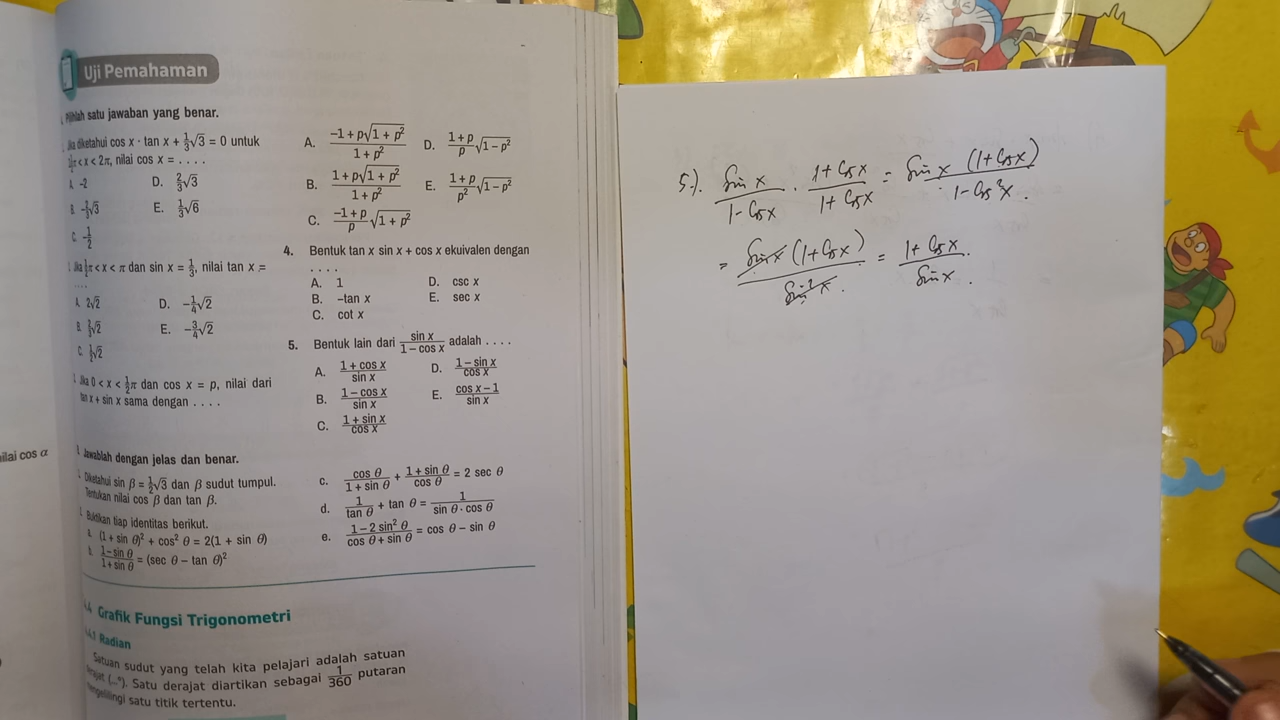 Uji Pemahaman
Pilihlah satu jawaban yang benar.
Jika diketahui cos x · tan x + ⅓√3 = 0 untuk
π < x < 2π, nilai cos x = . . . .
A. -2
D. ⅔√3
B. -⅔√3
E. ⅓√6
C. -½
Jika ½π < x < π dan sin x = ⅓, nilai tan x =
. . . .
A. 2√2
D. -¼√2
B. ⅔√2
E. -¾√2
C. ½√2
Jika 0 < x < ½π dan cos x = p, nilai dari
tan x + sin x sama dengan . . . .
A. (-1 + p√(1 + p²))/(1 + p²)
D. (1 + p)/p √(1 - p²)
B. (1 + p√(1 + p²))/(1 + p²)
E. (1 + p)/p² √(1 - p²)
C. (-1 + p)/p √(1 + p²)
4. Bentuk tan x sin x + cos x ekuivalen dengan
. . . .
A. 1
D. csc x
B. -tan x
E. sec x
C. cot x
5. Bentuk lain dari sin x/(1 - cos x) adalah . . . .
A. (1 + cos x)/sin x
D. (1 - sin x)/cos x
B. (1 - cos x)/sin x
E. (cos x - 1)/sin x
C. (1 + sin x)/cos x
Jawablah dengan jelas dan benar.
Diketahui sin β = ½√3 dan β sudut tumpul.
Tentukan nilai cos β dan tan β.
Buktikan tiap identitas berikut.
a. (1 + sin θ)² + cos² θ = 2(1 + sin θ)
b. (1 - sin θ)/(1 + sin θ) = (sec θ - tan θ)²
c. cos θ/(1 + sin θ) + (1 + sin θ)/cos θ = 2 sec θ
d. 1/tan θ + tan θ = 1/(sin θ · cos θ)
e. (1 - 2 sin² θ)/(cos θ + sin θ) = cos θ - sin θ
Grafik Fungsi Trigonometri
Radian
Satuan sudut yang telah kita pelajari adalah satuan
derajat (...°). Satu derajat diartikan sebagai 1/360 putaran
mengelilingi satu titik tertentu.
nilai cos α
5.). Sin x/(1 - Cos x) · (1 + Cos x)/(1 + Cos x) = Sin x (1 + Cos x)/(1 - Cos² x).
= Sin x (1 + Cos x)/Sin² x. = (1 + Cos x)/Sin x.